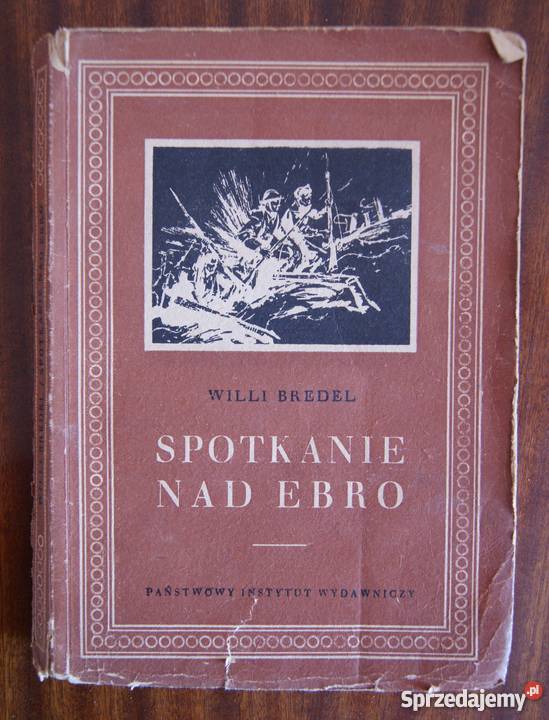 WILLI BREDEL
SPOTKANIE
NAD EBRO
PAŃSTWOWY INSTYTUT WYDAWNICZY
Sprzedajemy.pl